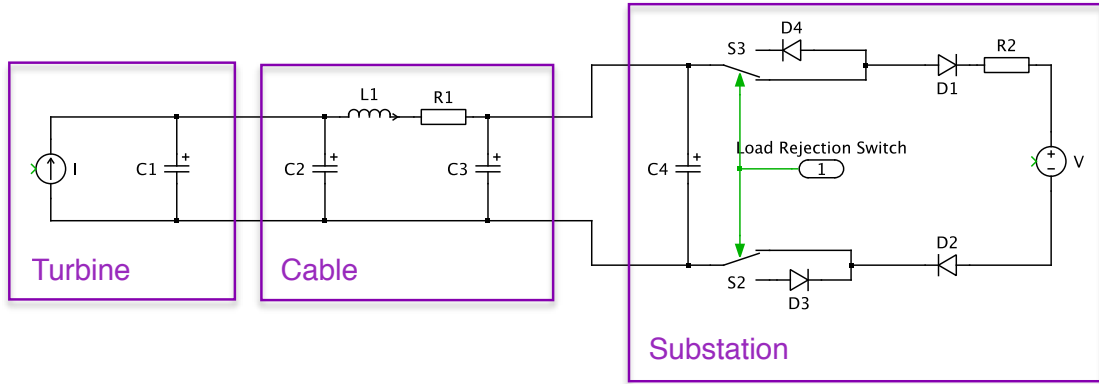 D4
S3
R2
D1
L1
R1
Load Rejection Switch
1
I
C1
C2
C3
C4
V
D2
S2
D3
Turbine
Cable
Substation